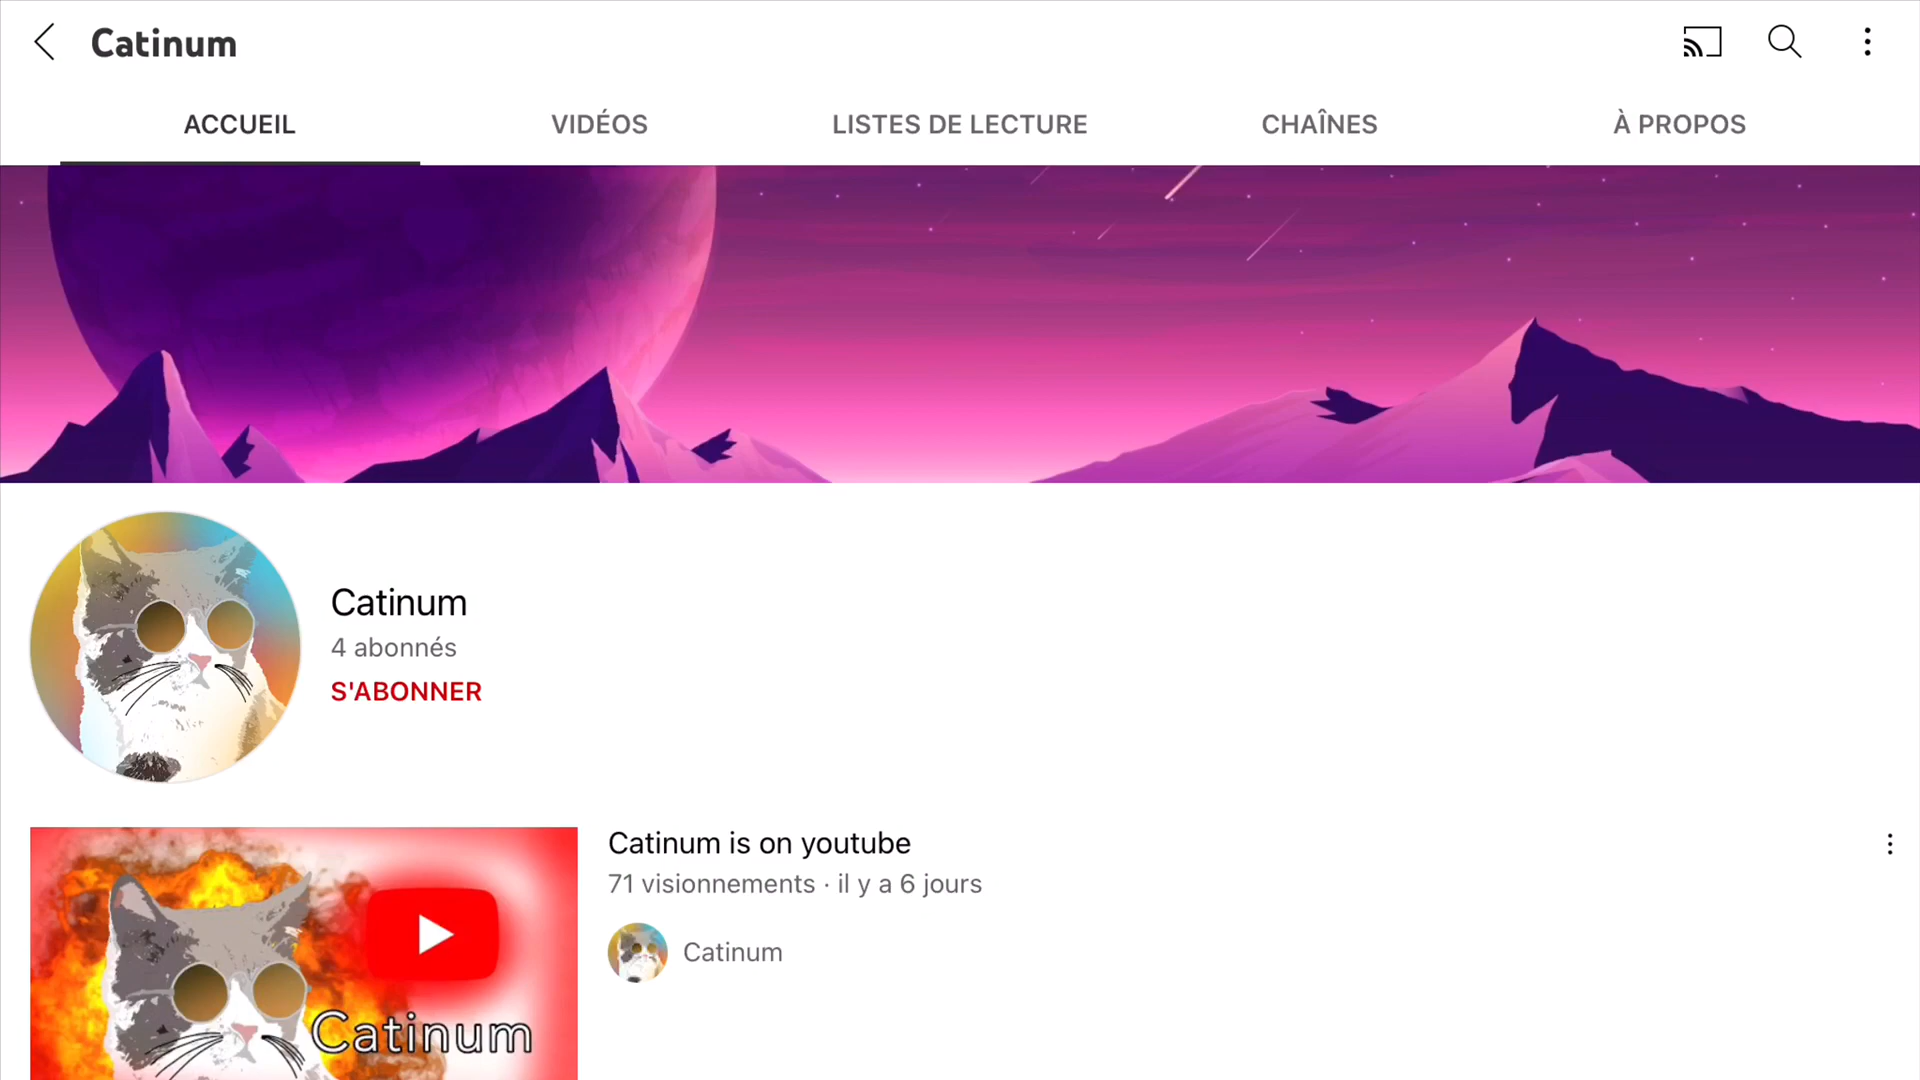 Catinum
ACCUEIL VIDÉOS LISTES DE LECTURE CHAÎNES À PROPOS
Catinum
4 abonnés
S'ABONNER
Catinum is on youtube
71 visionnements · il y a 6 jours
Catinum
Catinum